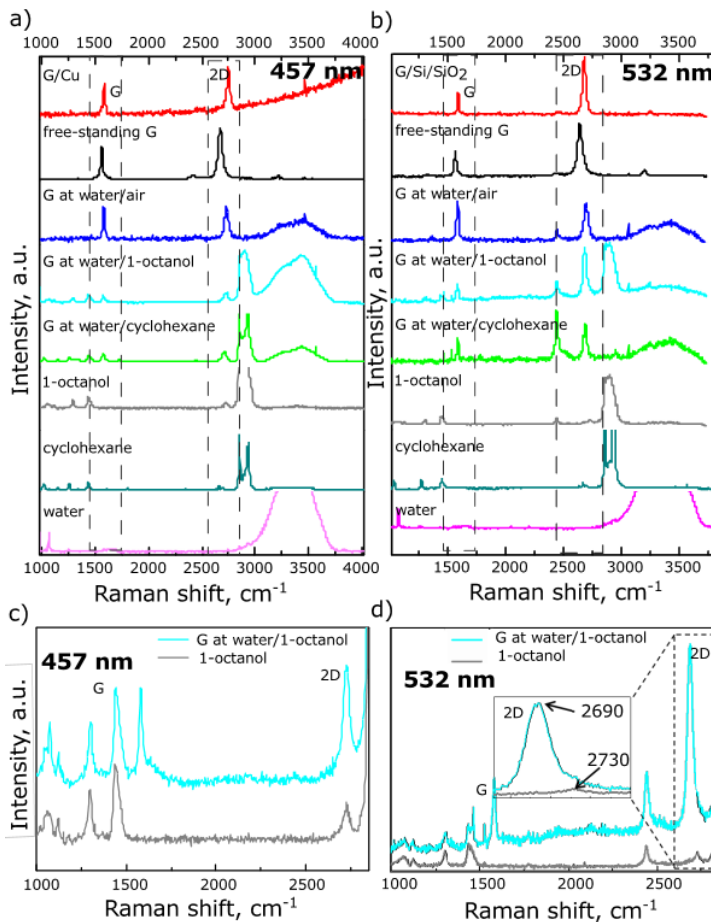 a)
b)
1000 1500 2000 2500 3000 3500 4000
1000 1500 2000 2500 3000 3500
G/Cu
G
2D
457 nm
free-standing G
G at water/air
G at water/1-octanol
G at water/cyclohexane
1-octanol
cyclohexane
water
Intensity, a.u.
1000 1500 2000 2500 3000 3500 4000
Raman shift, cm-1
G/Si/SiO2
G
2D
532 nm
free-standing G
G at water/air
G at water/1-octanol
G at water/cyclohexane
1-octanol
cyclohexane
water
Intensity, a.u.
1000 1500 2000 2500 3000 3500
Raman shift, cm-1
c)
G at water/1-octanol
1-octanol
457 nm
G
2D
Intensity, a.u.
1000 1500 2000 2500
Raman shift, cm-1
d)
G at water/1-octanol
1-octanol
532 nm
2D
2D
2690
2730
G
1000 1500 2000 2500
Raman shift, cm-1